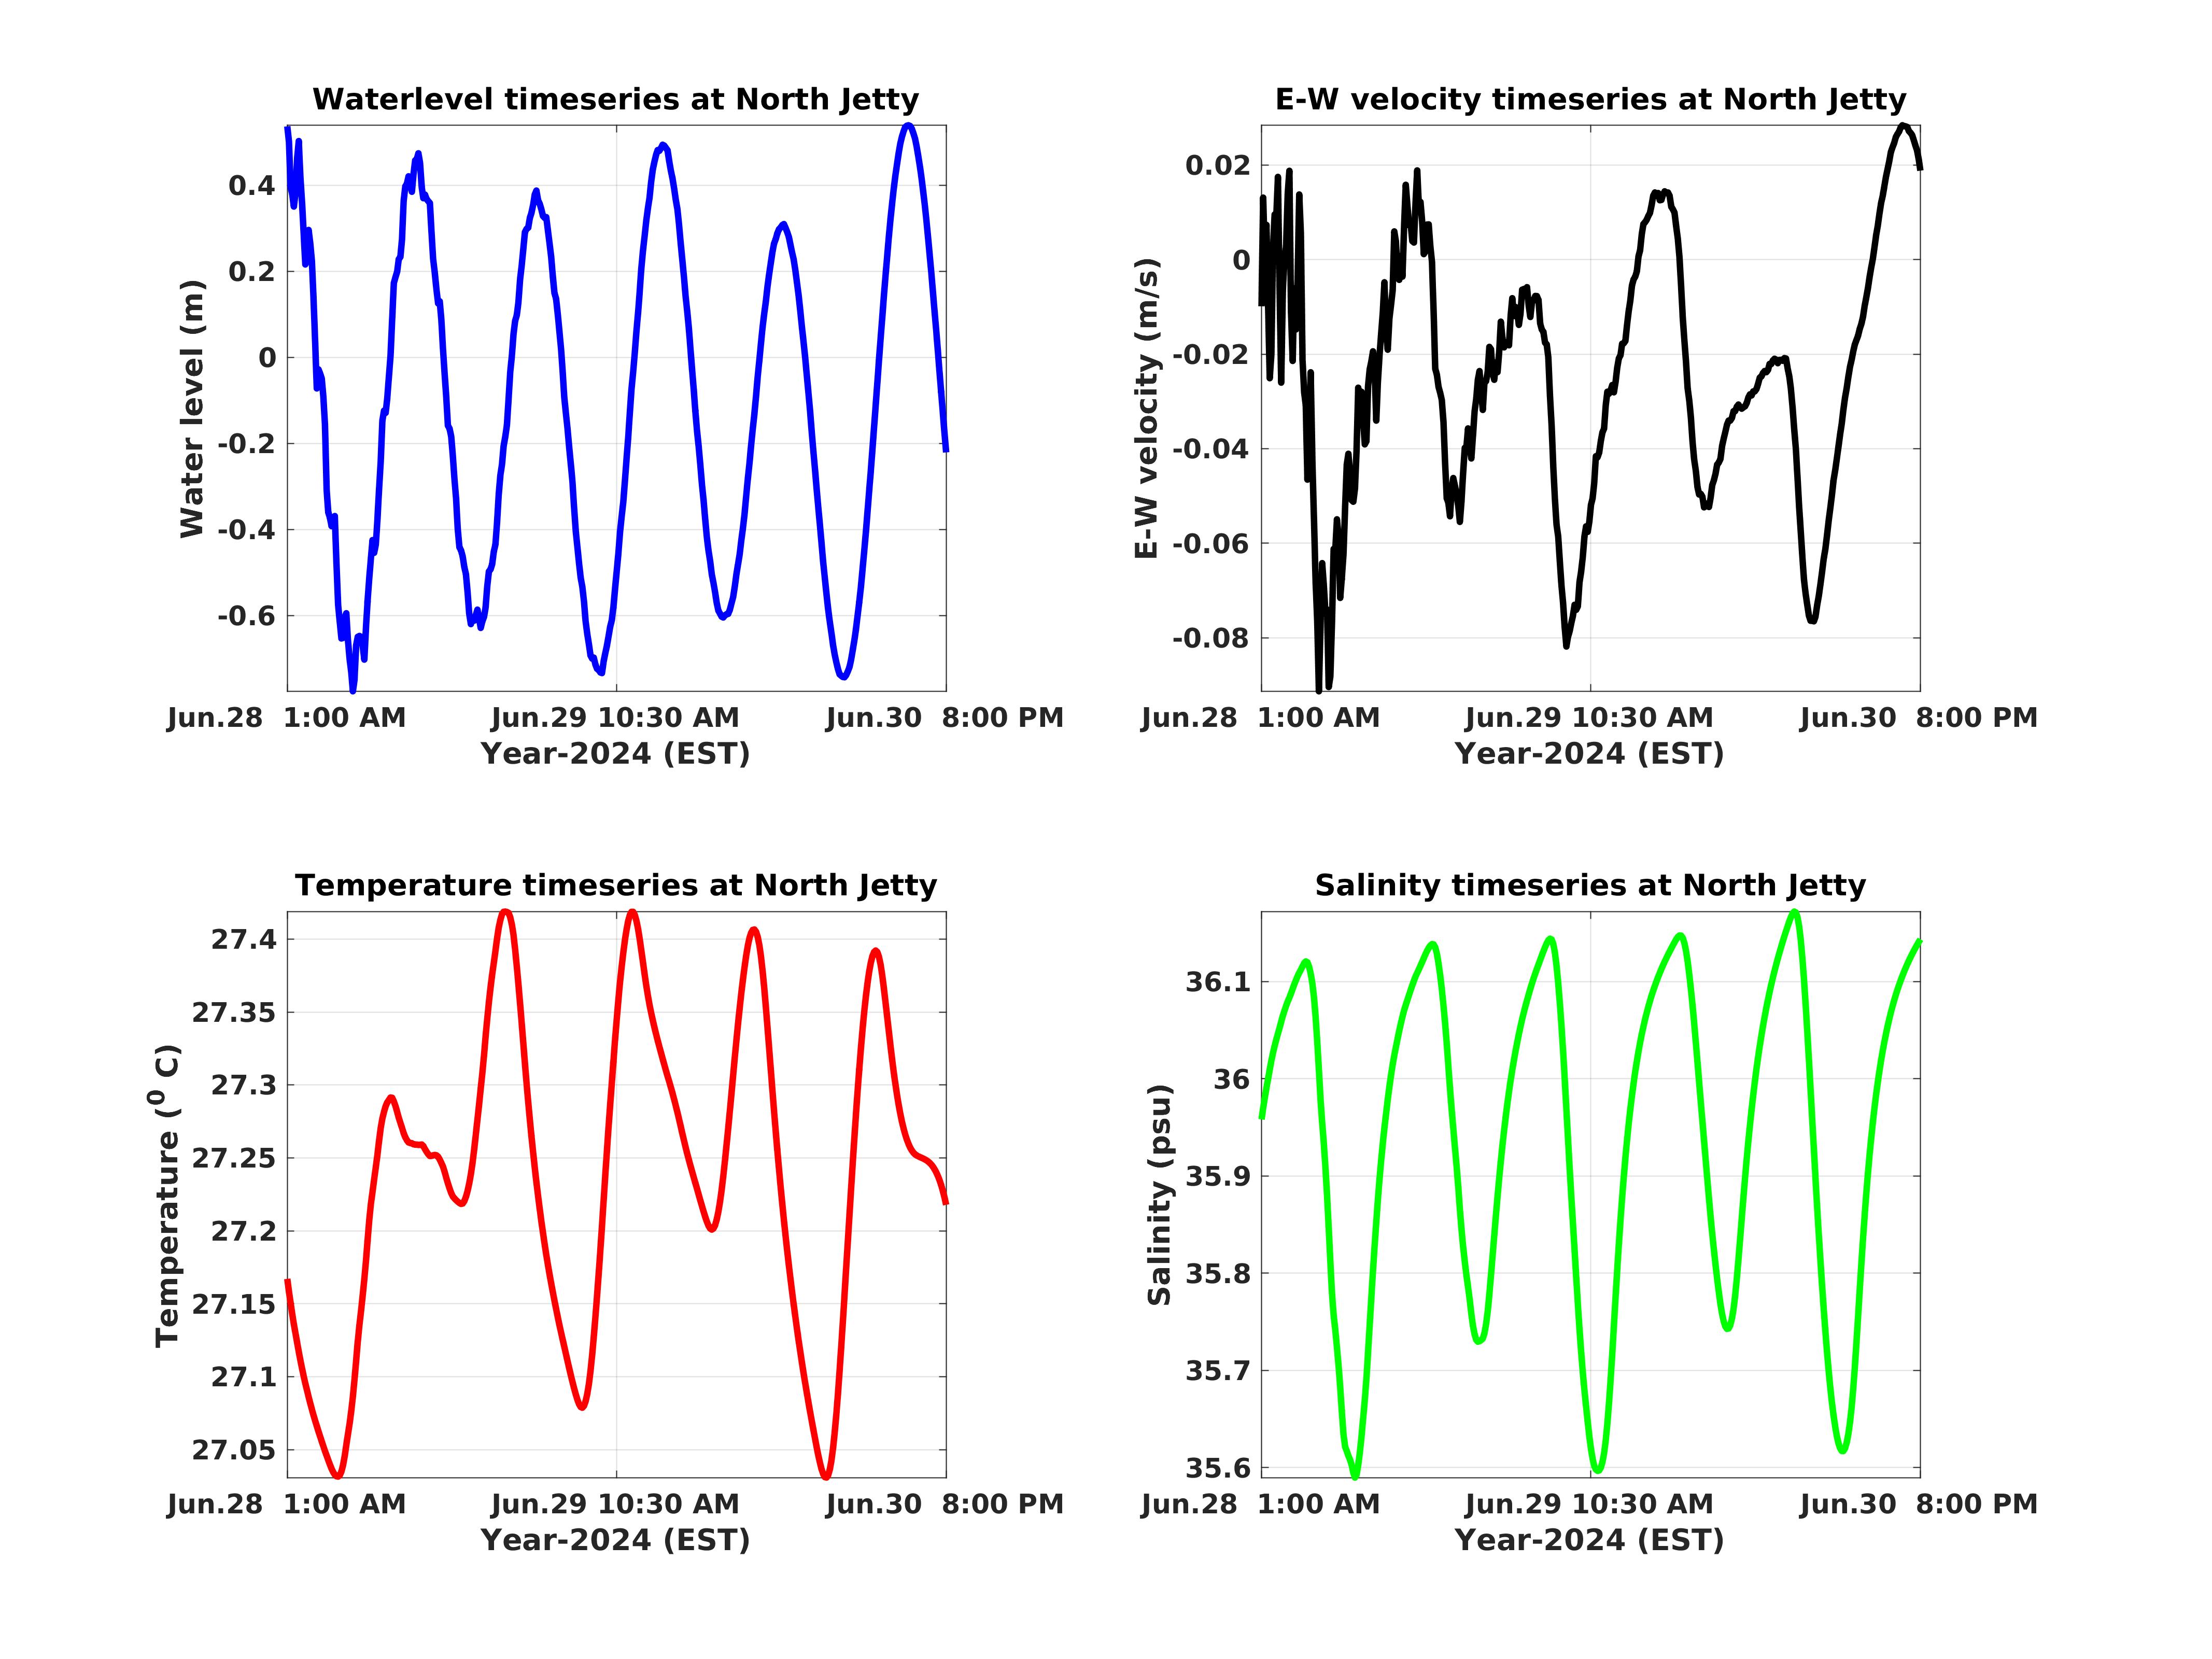 Waterlevel timeseries at North Jetty
Water level (m)
0.4
0.2
0
-0.2
-0.4
-0.6
Jun.28 1:00 AM
Jun.29 10:30 AM
Jun.30 8:00 PM
Year-2024 (EST)
E-W velocity timeseries at North Jetty
E-W velocity (m/s)
0.02
0
-0.02
-0.04
-0.06
-0.08
Jun.28 1:00 AM
Jun.29 10:30 AM
Jun.30 8:00 PM
Year-2024 (EST)
Temperature timeseries at North Jetty
Temperature (⁰ C)
27.4
27.35
27.3
27.25
27.2
27.15
27.1
27.05
Jun.28 1:00 AM
Jun.29 10:30 AM
Jun.30 8:00 PM
Year-2024 (EST)
Salinity timeseries at North Jetty
Salinity (psu)
36.1
36
35.9
35.8
35.7
35.6
Jun.28 1:00 AM
Jun.29 10:30 AM
Jun.30 8:00 PM
Year-2024 (EST)